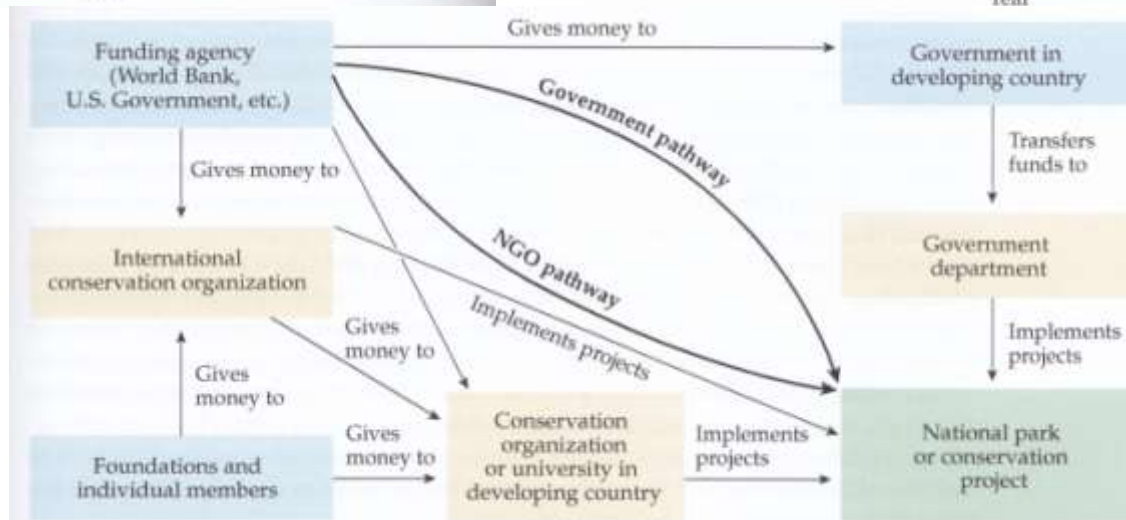 Gives money to
Funding agency
(World Bank,
U.S. Government, etc.)
Government in
developing country
Government pathway
Transfers
funds to
Gives money to
NGO pathway
International
conservation organization
Government
department
Implements projects
Gives
money to
Implements
projects
Gives
money to
Foundations and
individual members
Gives
money to
Conservation
organization
or university in
developing country
Implements
projects
National park
or conservation
project